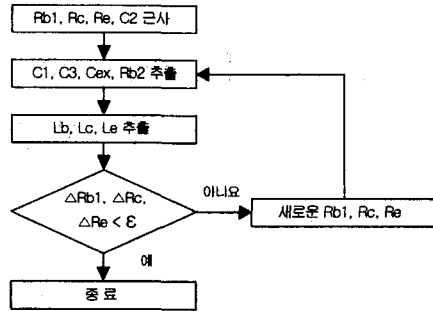 Rb1, Rc, Re, C2 근사
C1, C3, Cex, Rb2 추출
Lb, Lc, Le 추출
△Rb1, △Rc,
△Re < ε
아니요
새로운 Rb1, Rc, Re
예
종 료